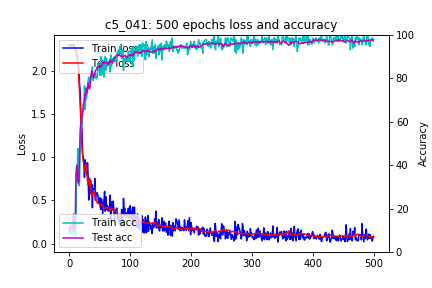 c5_041: 500 epochs loss and accuracy
Train loss
Test loss
Train acc
Test acc
Loss
Accuracy
2.0
1.5
1.0
0.5
0.0
100
80
60
40
20
0
0
100
200
300
400
500